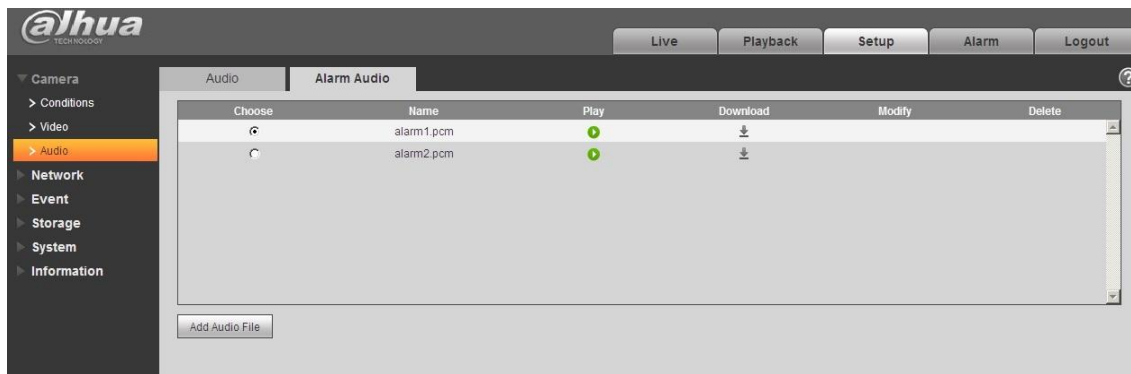 alhua
TECHNOLOGY
Live Playback Setup Alarm Logout
Camera
> Conditions
> Video
> Audio
Network
Event
Storage
System
Information
Audio Alarm Audio
?
Choose Name Play Download Modify Delete
alarm1.pcm
alarm2.pcm
Add Audio File